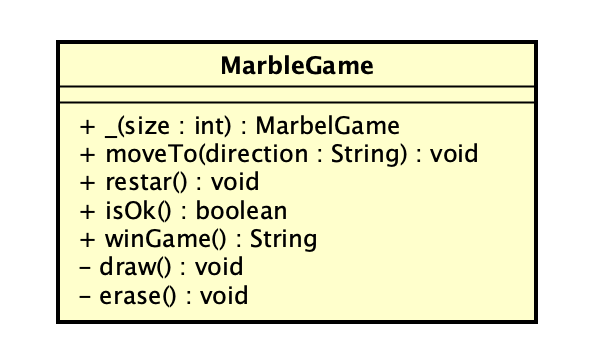 MarbleGame
+ _(size : int) : MarbelGame
+ moveTo(direction : String) : void
+ restar() : void
+ isOk() : boolean
+ winGame() : String
– draw() : void
– erase() : void